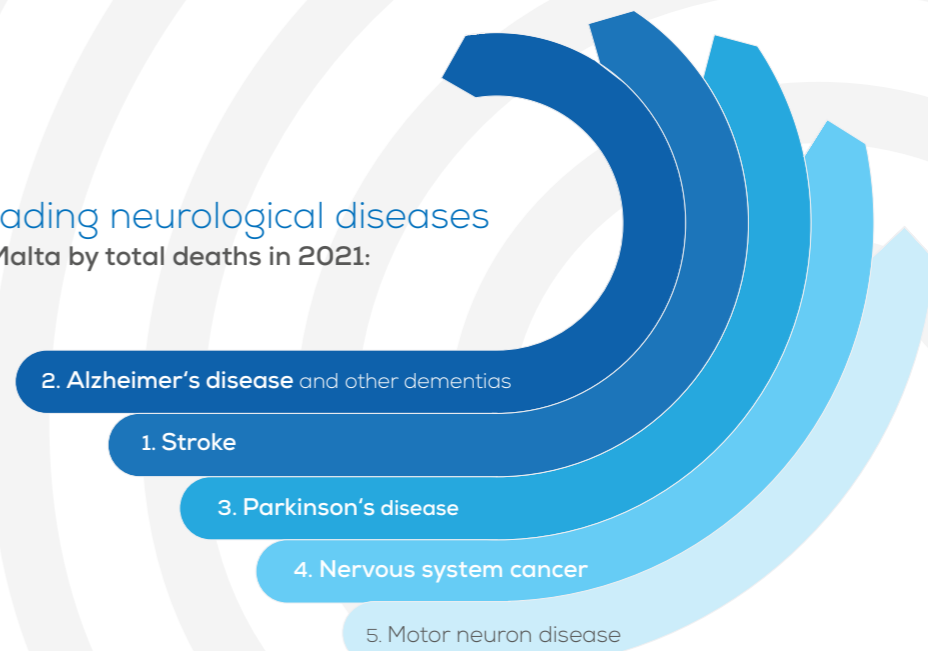 ading neurological diseases
Malta by total deaths in 2021:
2. Alzheimer's disease and other dementias
1. Stroke
3. Parkinson's disease
4. Nervous system cancer
5. Motor neuron disease